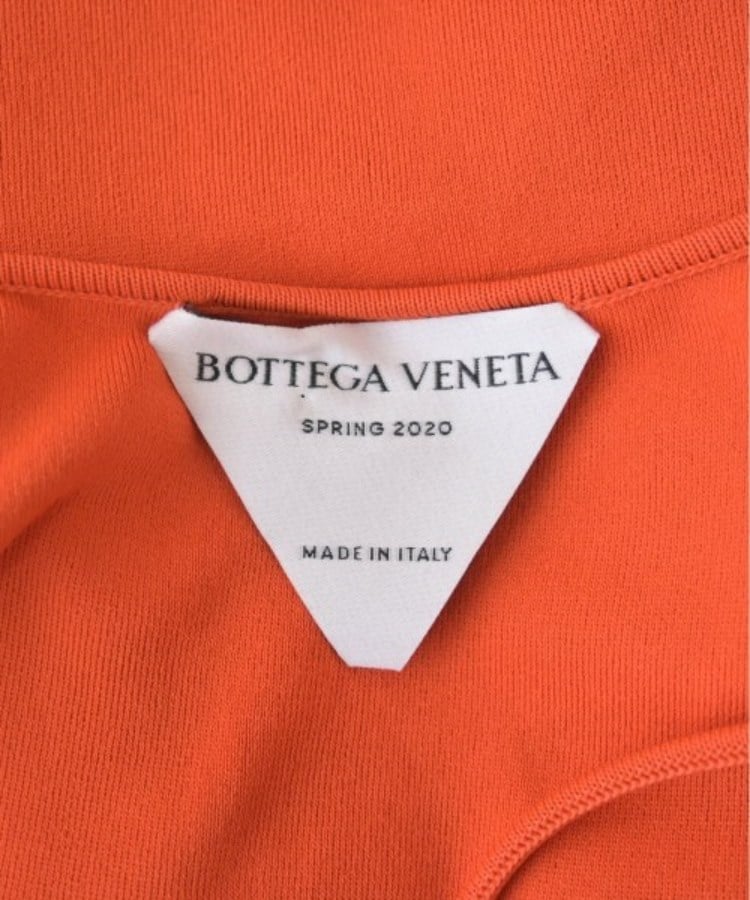 BOTTEGA VENETA
SPRING 2020
MADE IN ITALY